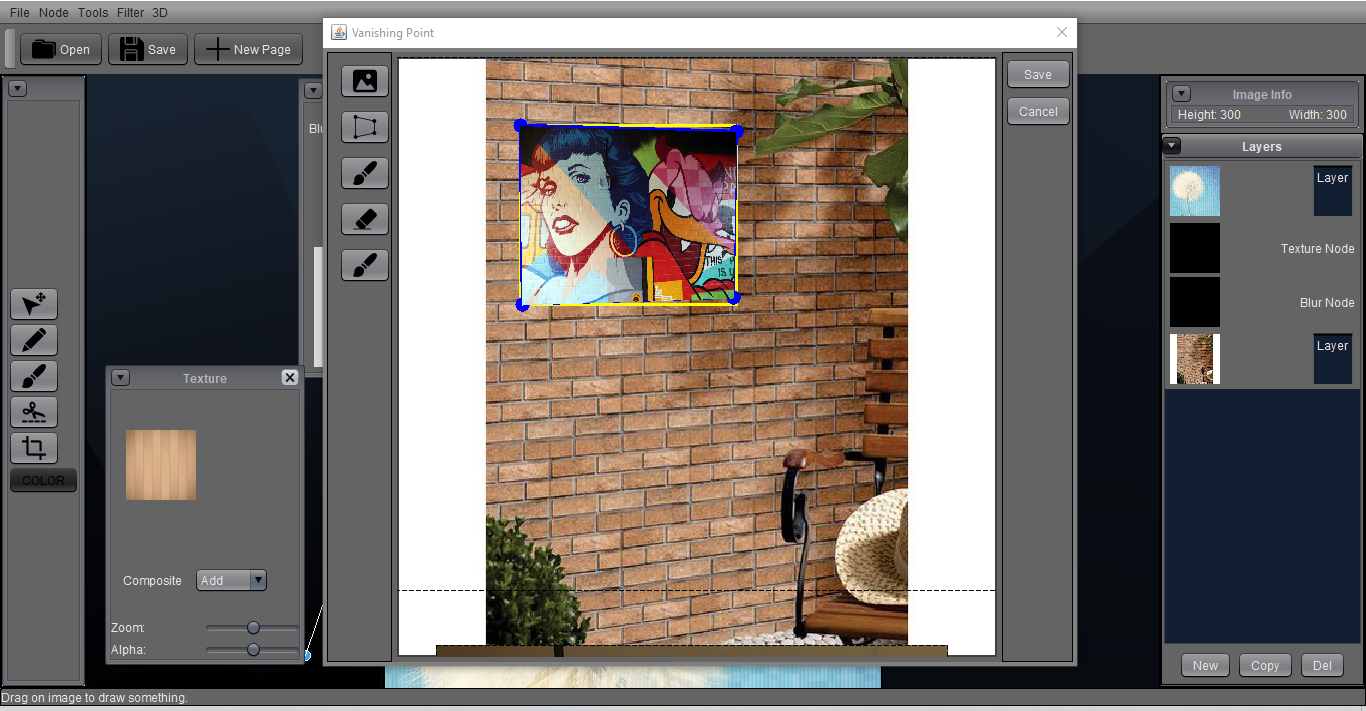 File Node Tools Filter 3D
Vanishing Point
Open Save New Page
Save
Cancel
Image Info
Height: 300 Width: 300
Layers
Layer
Texture Node
Blur Node
Layer
THIS
IS
Texture
COLOR
Composite Add
Zoom:
Alpha:
New Copy Del
Drag on image to draw something.